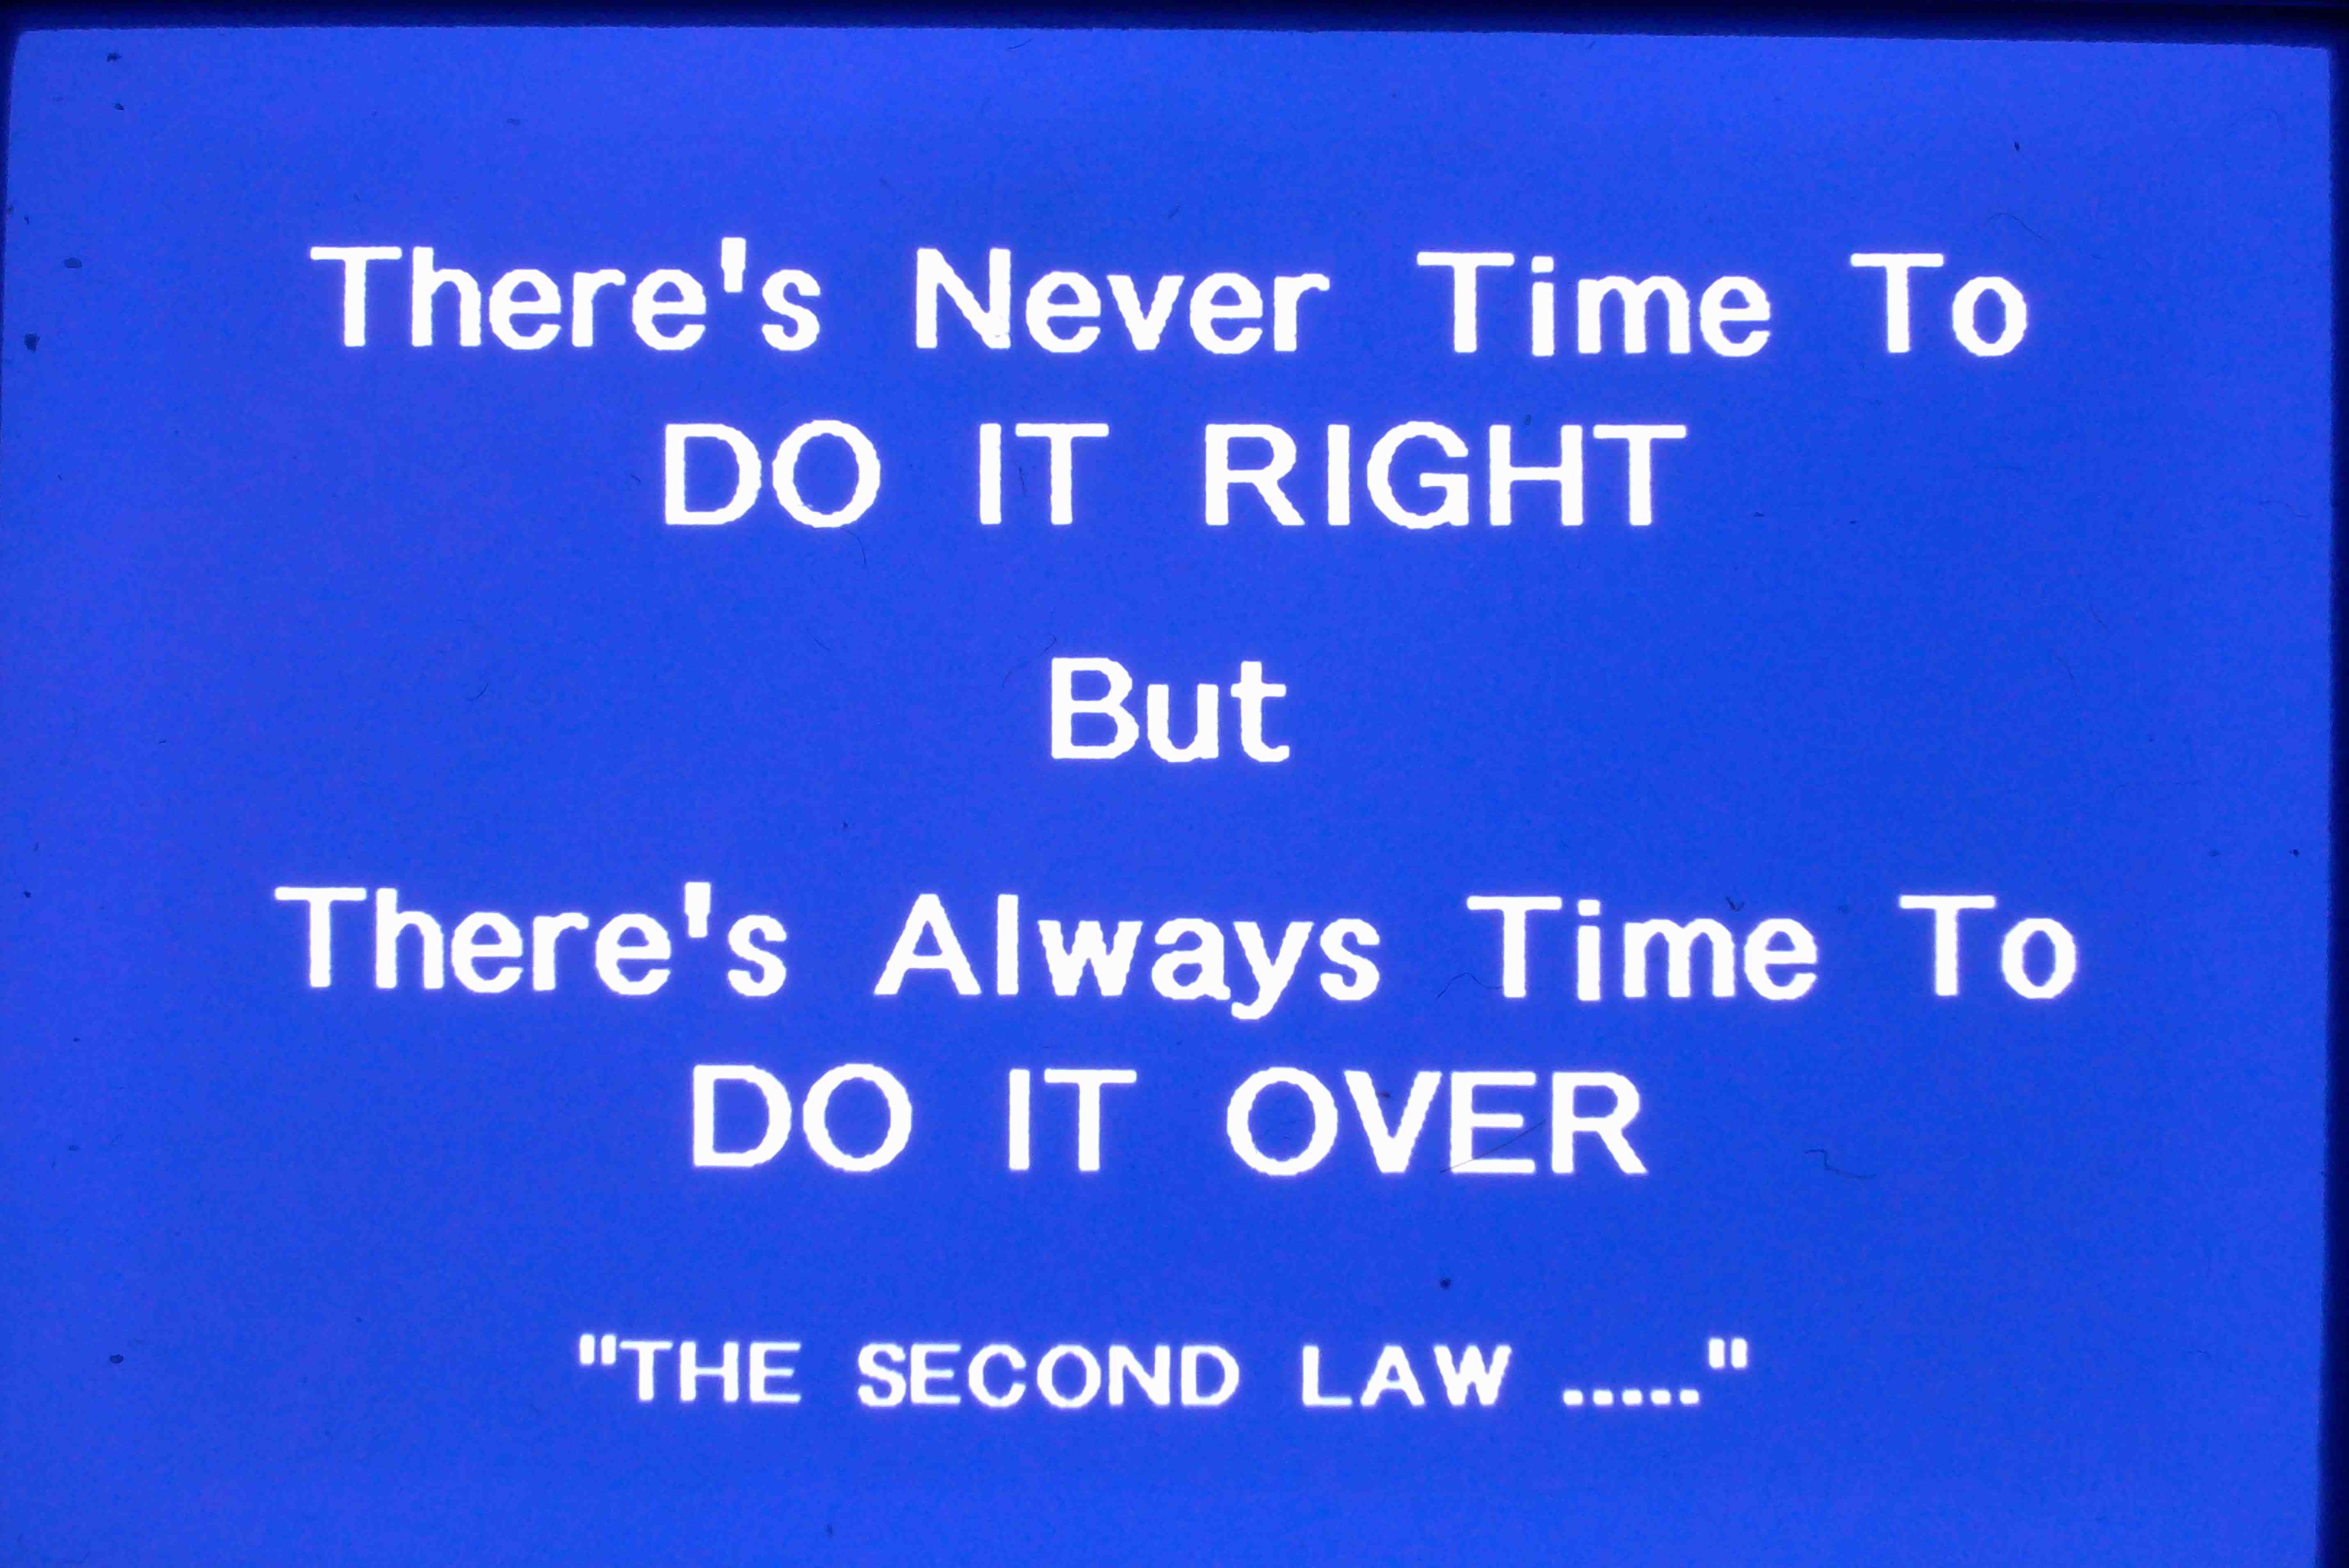 There's Never Time To
DO IT RIGHT
But
There's Always Time To
DO IT OVER
"THE SECOND LAW ....."